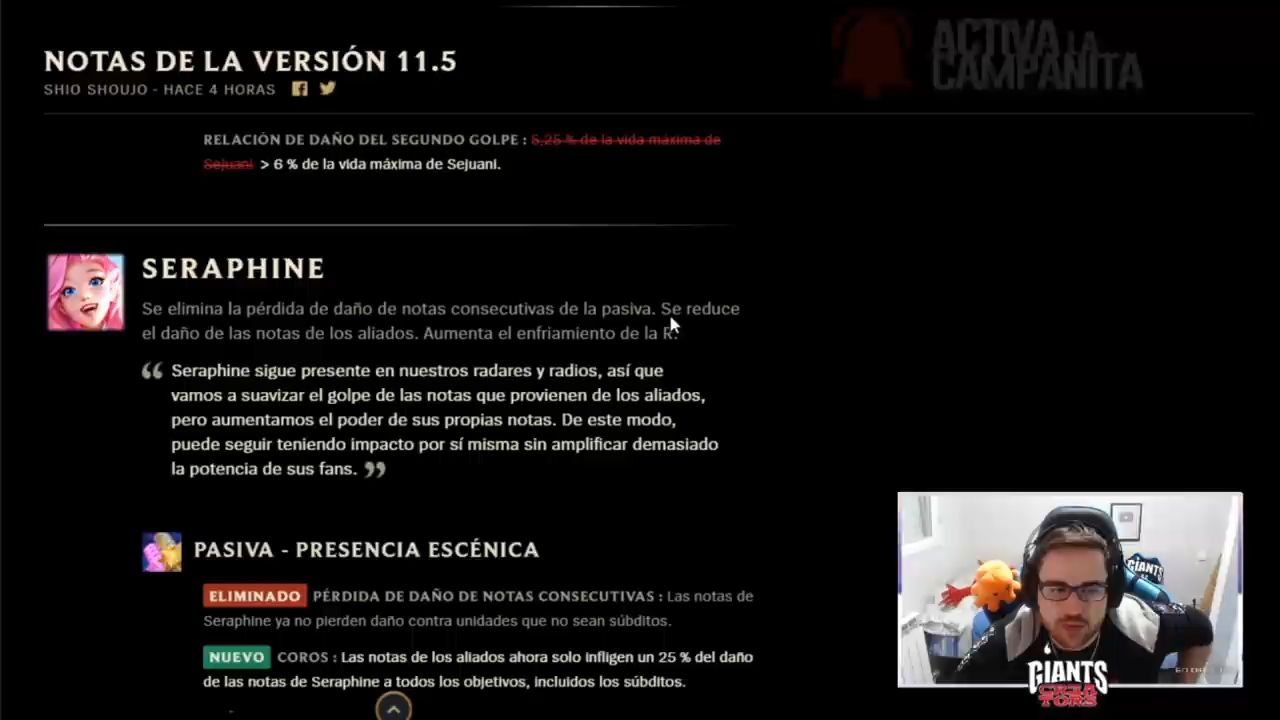 ACTIVA LA
CAMPANITA
NOTAS DE LA VERSIÓN 11.5
SHIO SHOUJO - HACE 4 HORAS
RELACIÓN DE DAÑO DEL SEGUNDO GOLPE : 5,25 % de la vida máxima de
Sejuani > 6 % de la vida máxima de Sejuani.
SERAPHINE
Se elimina la pérdida de daño de notas consecutivas de la pasiva. Se reduce
el daño de las notas de los aliados. Aumenta el enfriamiento de la R.
“ Seraphine sigue presente en nuestros radares y radios, así que
vamos a suavizar el golpe de las notas que provienen de los aliados,
pero aumentamos el poder de sus propias notas. De este modo,
puede seguir teniendo impacto por sí misma sin amplificar demasiado
la potencia de sus fans. ”
PASIVA - PRESENCIA ESCÉNICA
ELIMINADO PÉRDIDA DE DAÑO DE NOTAS CONSECUTIVAS : Las notas de
Seraphine ya no pierden daño contra unidades que no sean súbditos.
NUEVO COROS : Las notas de los aliados ahora solo infligen un 25 % del daño
de las notas de Seraphine a todos los objetivos, incluidos los súbditos.
GIANTS
GIANTS
CREATORS